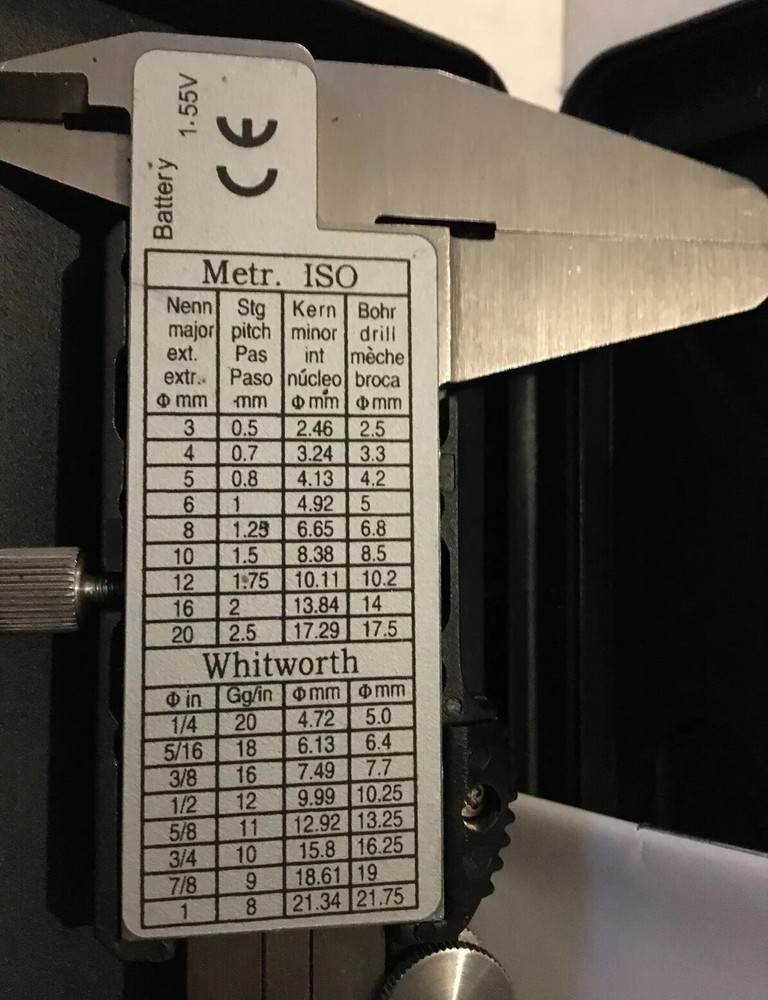 Battery 1.55V
CE
Metr. ISO
Nenn Stg Kern Bohr
major pitch minor drill
ext. Pas int mèche
extr. Paso núcleo broca
Φ mm mm Φ mm Φ mm
3 0.5 2.46 2.5
4 0.7 3.24 3.3
5 0.8 4.13 4.2
6 1 4.92 5
8 1.25 6.65 6.8
10 1.5 8.38 8.5
12 1.75 10.11 10.2
16 2 13.84 14
20 2.5 17.29 17.5
Whitworth
Φ in Gg/in Φ mm Φ mm
1/4 20 4.72 5.0
5/16 18 6.13 6.4
3/8 16 7.49 7.7
1/2 12 9.99 10.25
5/8 11 12.92 13.25
3/4 10 15.8 16.25
7/8 9 18.61 19
1 8 21.34 21.75